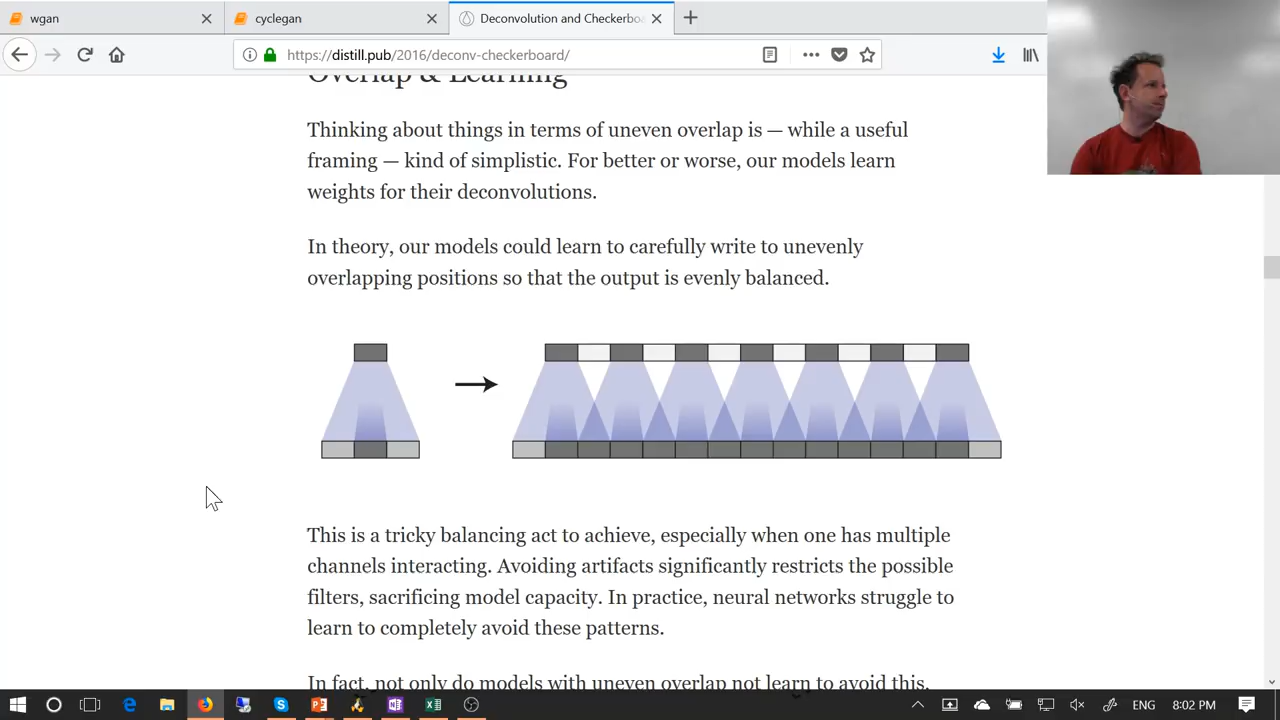 wgan
cyclegan
Deconvolution and Checkerbo
https://distill.pub/2016/deconv-checkerboard/
Overlap & Learning
Thinking about things in terms of uneven overlap is — while a useful
framing — kind of simplistic. For better or worse, our models learn
weights for their deconvolutions.
In theory, our models could learn to carefully write to unevenly
overlapping positions so that the output is evenly balanced.
This is a tricky balancing act to achieve, especially when one has multiple
channels interacting. Avoiding artifacts significantly restricts the possible
filters, sacrificing model capacity. In practice, neural networks struggle to
learn to completely avoid these patterns.
In fact, not only do models with uneven overlap not learn to avoid this,
ENG
8:02 PM